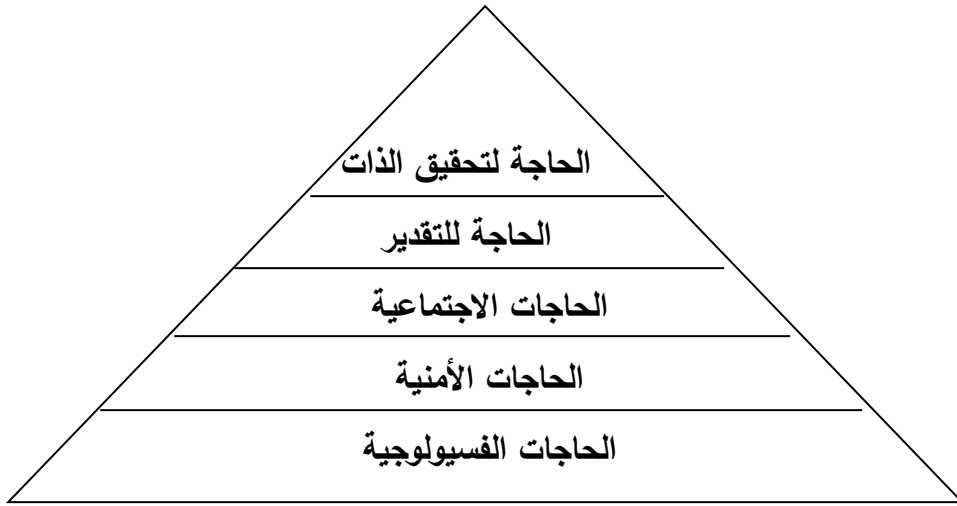 الحاجة لتحقيق الذات
الحاجة للتقدير
الحاجات الاجتماعية
الحاجات الأمنية
الحاجات الفسيولوجية